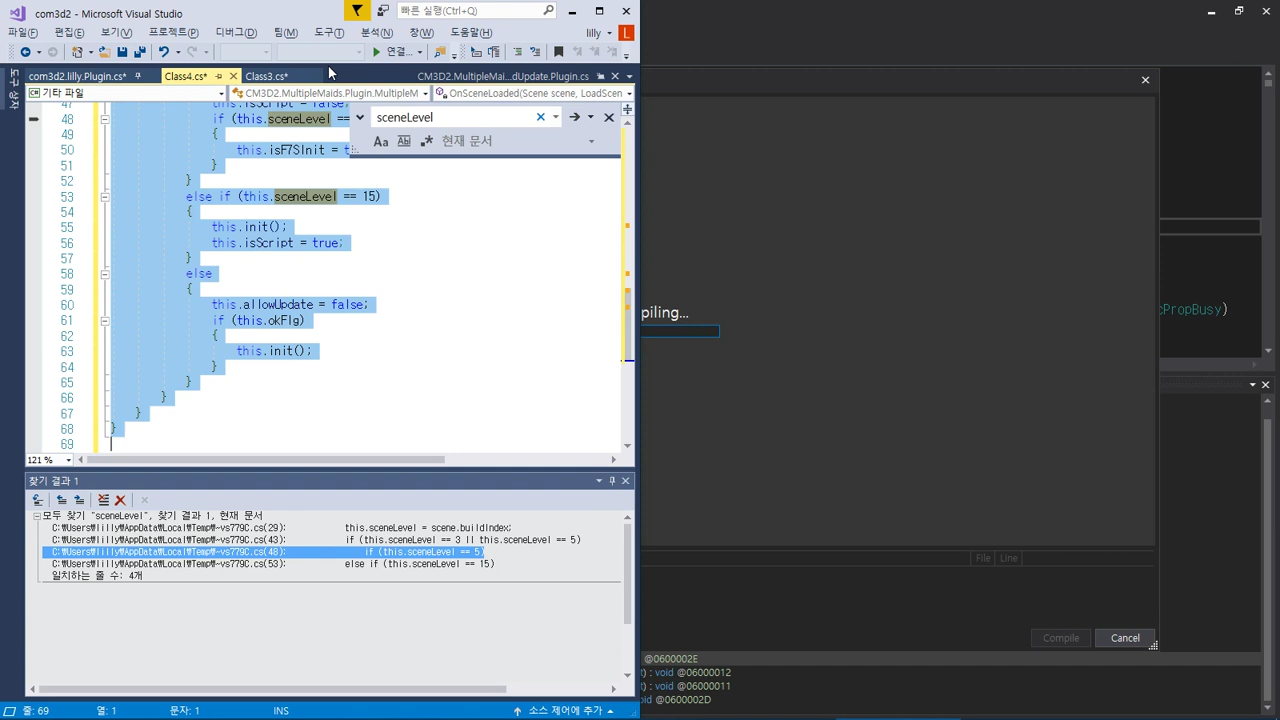 com3d2 - Microsoft Visual Studio
빠른 실행(Ctrl+Q)
파일(F) 편집(E) 보기(V) 프로젝트(P) 디버그(D) 팀(M) 도구(T) 분석(N) 창(W) 도움말(H) lilly L
연결...
com3d2.lilly.Plugin.cs* Class4.cs* Class3.cs* CM3D2.MultipleMai...dUpdate.Plugin.cs
기타 파일 CM3D2.MultipleMaids.Plugin.MultipleM OnSceneLoaded(Scene scene, LoadScen
47 this.isScript = false;
48 if (this.sceneLevel ==
49 {
50 this.isF7SInit = t
51 }
52 }
53 else if (this.sceneLevel == 15)
54 {
55 this.init();
56 this.isScript = true;
57 }
58 else
59 {
60 this.allowUpdate = false;
61 if (this.okFlg)
62 {
63 this.init();
64 }
65 }
66 }
67 }
68 }
69
sceneLevel
Aa Ab 현재 문서
121 %
찾기 결과 1
모두 찾기 "sceneLevel", 찾기 결과 1, 현재 문서
C:₩Users₩lilly₩AppData₩Local₩Temp₩~vs779C.cs(29): this.sceneLevel = scene.buildIndex;
C:₩Users₩lilly₩AppData₩Local₩Temp₩~vs779C.cs(43): if (this.sceneLevel == 3 || this.sceneLevel == 5)
C:₩Users₩lilly₩AppData₩Local₩Temp₩~vs779C.cs(48): if (this.sceneLevel == 5)
C:₩Users₩lilly₩AppData₩Local₩Temp₩~vs779C.cs(53): else if (this.sceneLevel == 15)
일치하는 줄 수: 4개
줄: 69 열: 1 문자: 1 INS 소스 제어에 추가
cPropBusy)
piling...
File Line
Compile Cancel
@0600002E
t) : void @06000012
t) : void @06000011
oid @0600002D